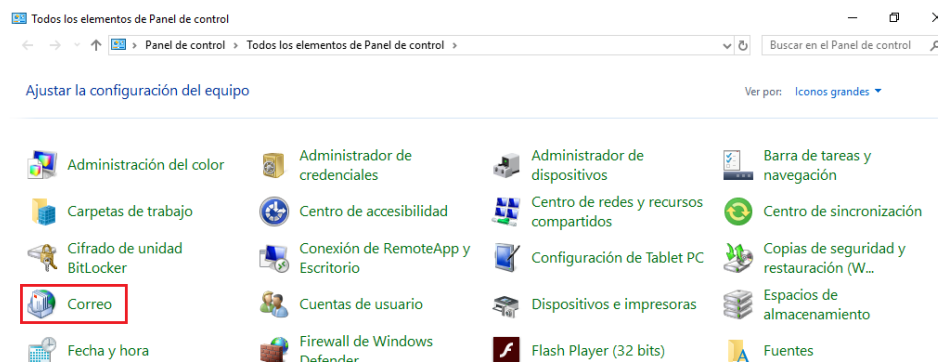 Todos los elementos de Panel de control
Panel de control > Todos los elementos de Panel de control >
Buscar en el Panel de control
Ajustar la configuración del equipo
Ver por: Iconos grandes
Administración del color
Administrador de
credenciales
Administrador de
dispositivos
Barra de tareas y
navegación
Carpetas de trabajo
Centro de accesibilidad
Centro de redes y recursos
compartidos
Centro de sincronización
Cifrado de unidad
BitLocker
Conexión de RemoteApp y
Escritorio
Configuración de Tablet PC
Copias de seguridad y
restauración (W...
Correo
Cuentas de usuario
Dispositivos e impresoras
Espacios de
almacenamiento
Fecha y hora
Firewall de Windows
Defender
Flash Player (32 bits)
Fuentes